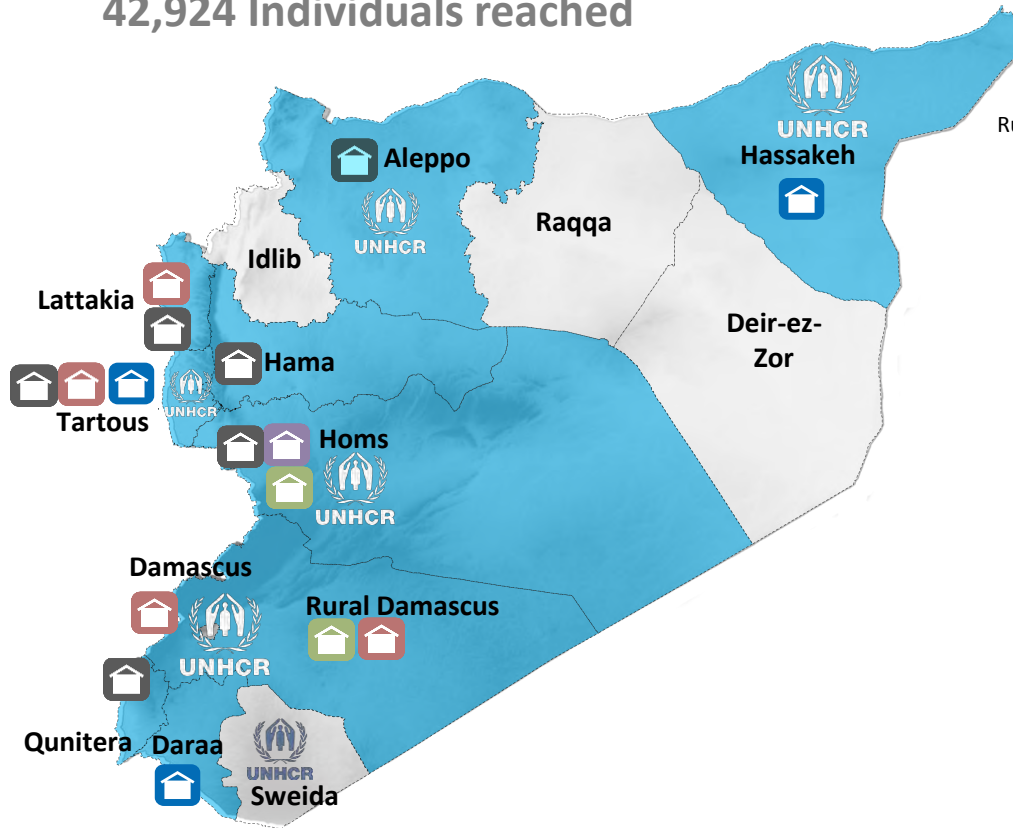 42,924 Individuals reached
UNHCR
Hassakeh
Aleppo
UNHCR
Raqqa
Idlib
Lattakia
Deir-ez-
Zor
Hama
Tartous
UNHCR
Homs
UNHCR
Damascus
Rural Damascus
UNHCR
Qunitera
Daraa
UNHCR
Sweida